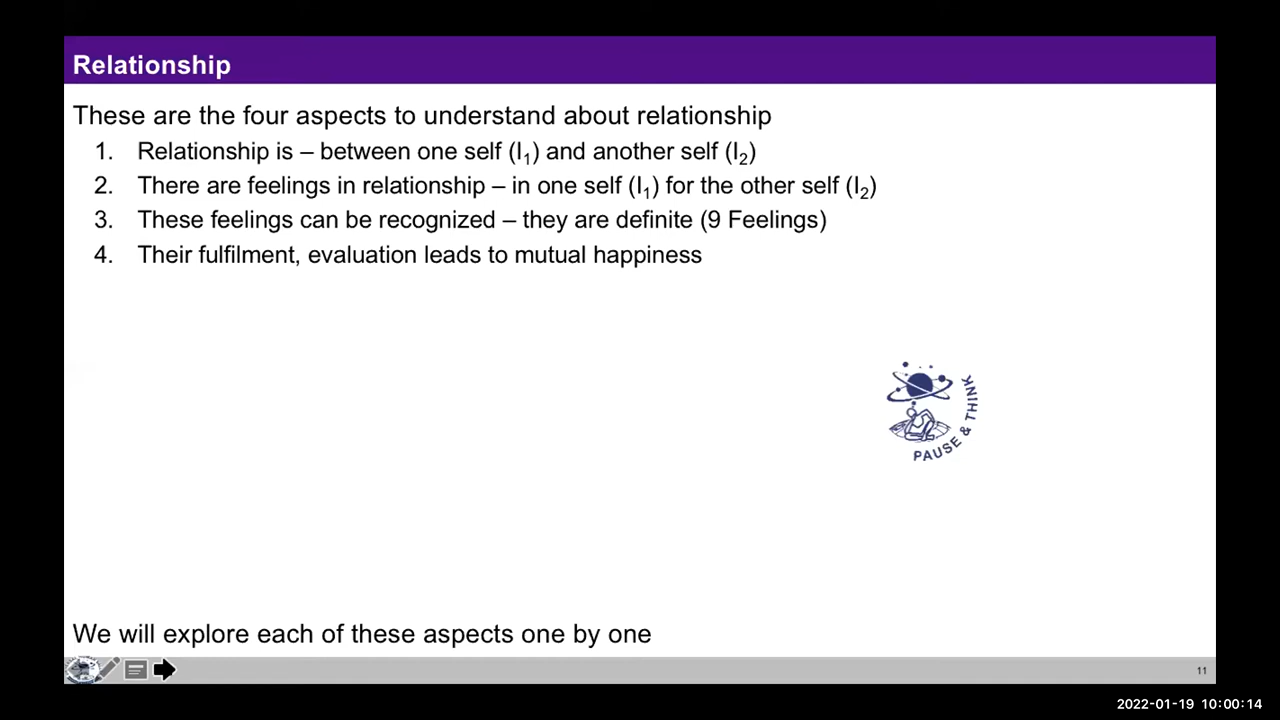 Relationship
These are the four aspects to understand about relationship
1. Relationship is – between one self (I₁) and another self (I₂)
2. There are feelings in relationship – in one self (I₁) for the other self (I₂)
3. These feelings can be recognized – they are definite (9 Feelings)
4. Their fulfilment, evaluation leads to mutual happiness
PAUSE & THINK
We will explore each of these aspects one by one
11
2022-01-19 10:00:14